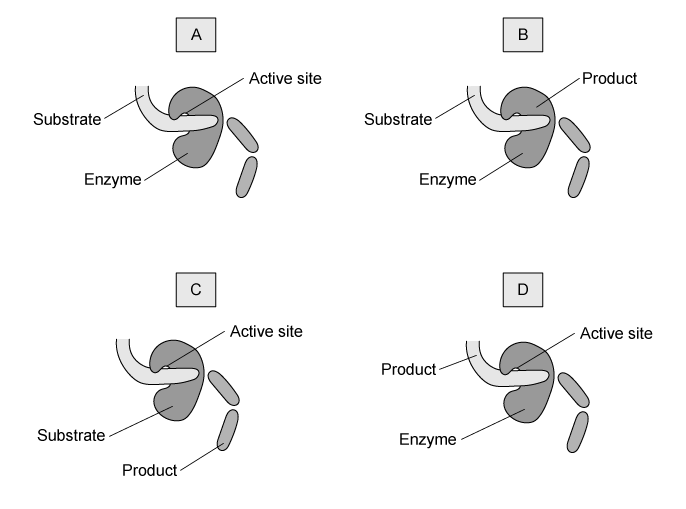 A
B
Active site
Product
Substrate
Substrate
Enzyme
Enzyme
C
D
Active site
Active site
Product
Substrate
Enzyme
Product